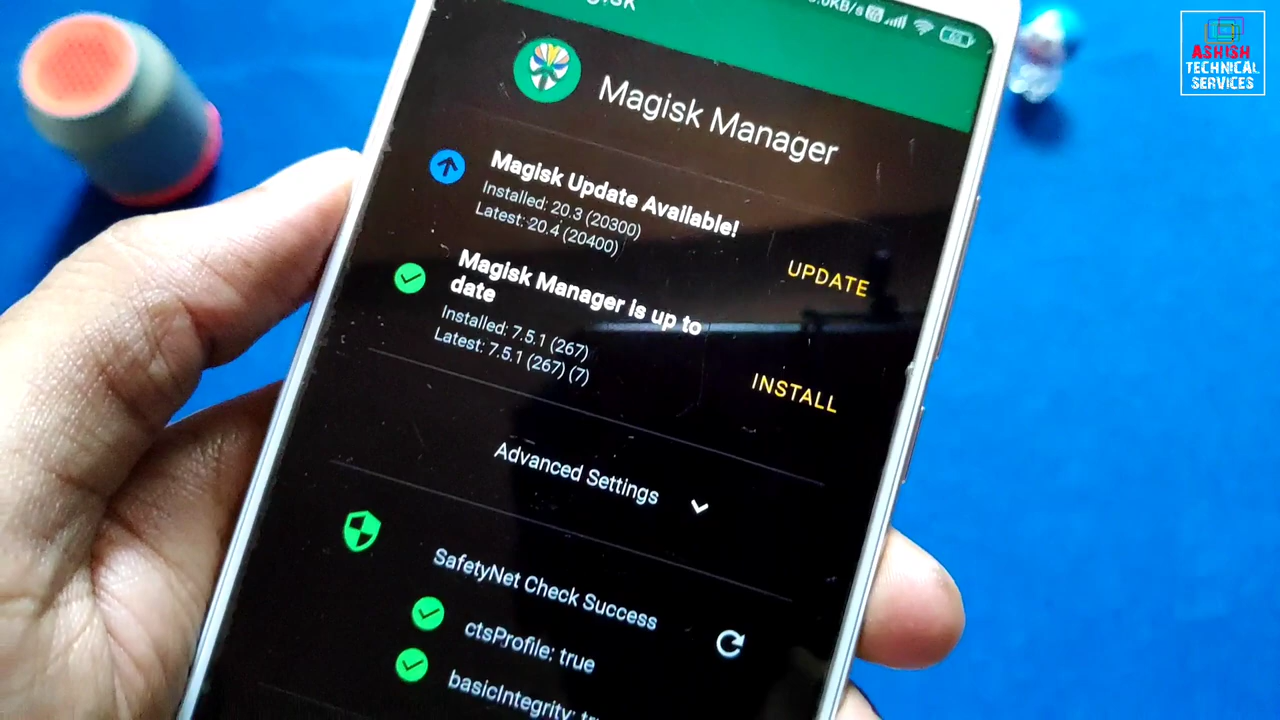 ASHISH
TECHNICAL
SERVICES
Magisk Manager
Magisk Update Available!
Installed: 20.3 (20300)
Latest: 20.4 (20400)
UPDATE
Magisk Manager is up to
date
Installed: 7.5.1 (267)
Latest: 7.5.1 (267) (7)
INSTALL
Advanced Settings
SafetyNet Check Success
ctsProfile: true
basicIntegrity: